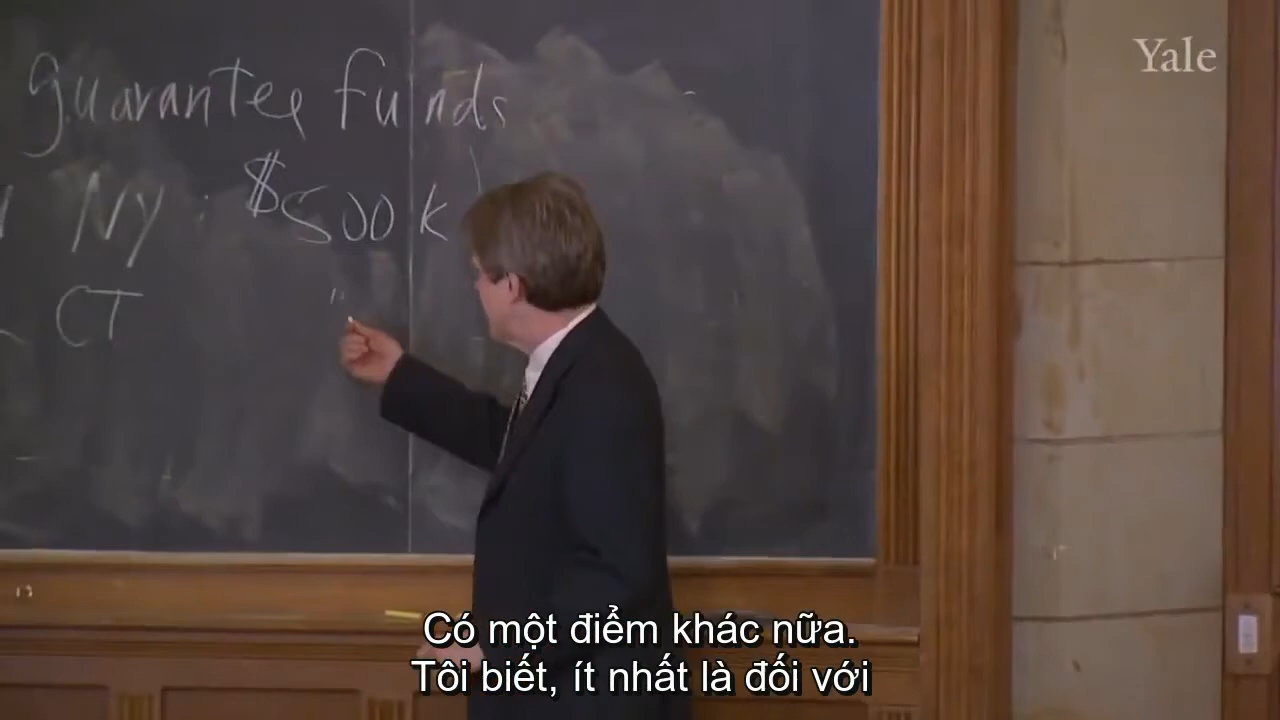 Yale
guarantee funds
NY: $500k
CT "
Có một điểm khác nữa.
Tôi biết, ít nhất là đối với